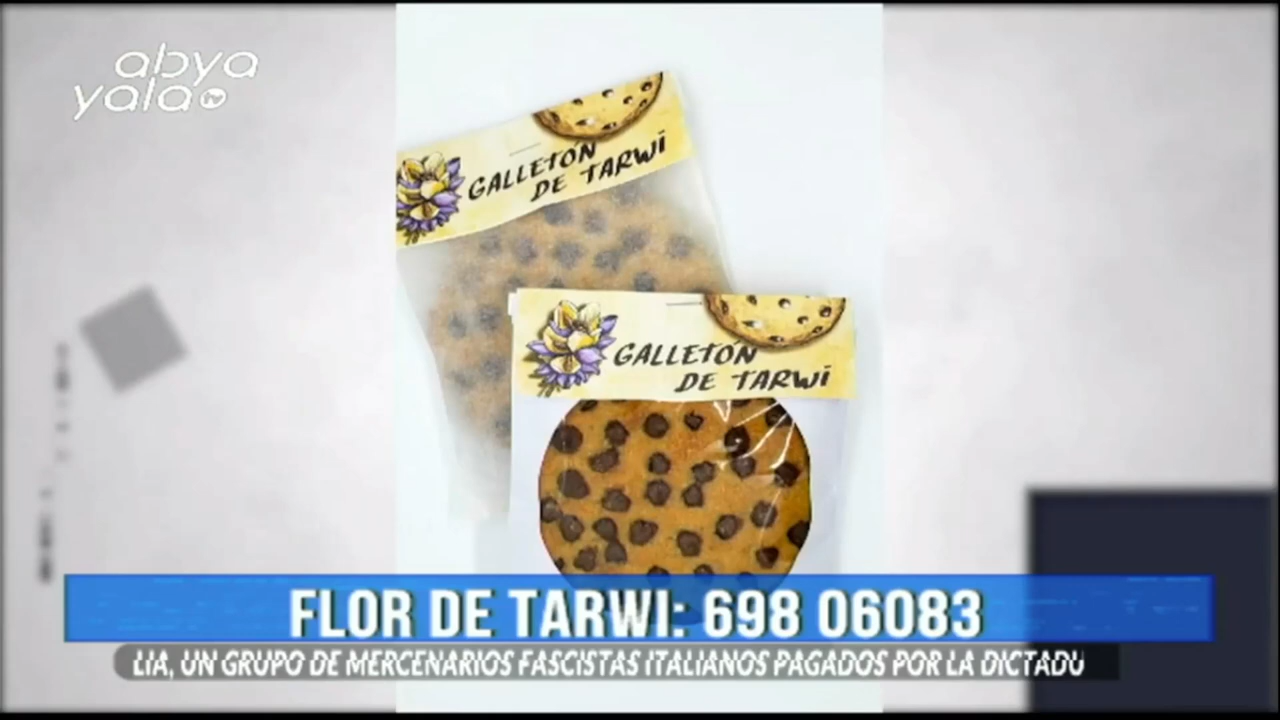 abya
yala tv
GALLETÓN
DE TARWI
GALLETÓN
DE TARWI
FLOR DE TARWI: 698 06083
LIA, UN GRUPO DE MERCENARIOS FASCISTAS ITALIANOS PAGADOS POR LA DICTADU